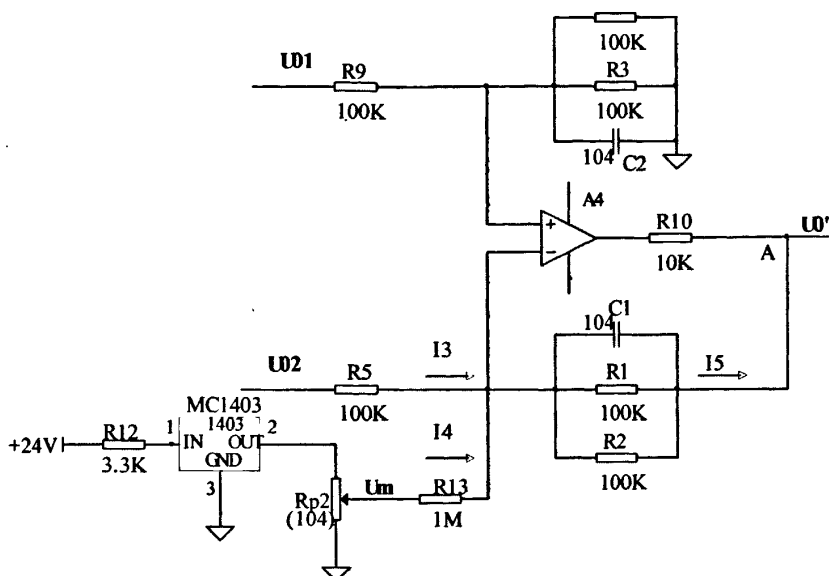 100K
U01
R9
R3
100K
100K
104
C2
A4
R10
U0'
10K
A
C1
104
I3
U02
R5
R1
I5
100K
100K
MC1403
1403
1
2
IN
OUT
GND
+24V
R12
3.3K
3
I4
R2
100K
Um
R13
Rp2
(104)
1M